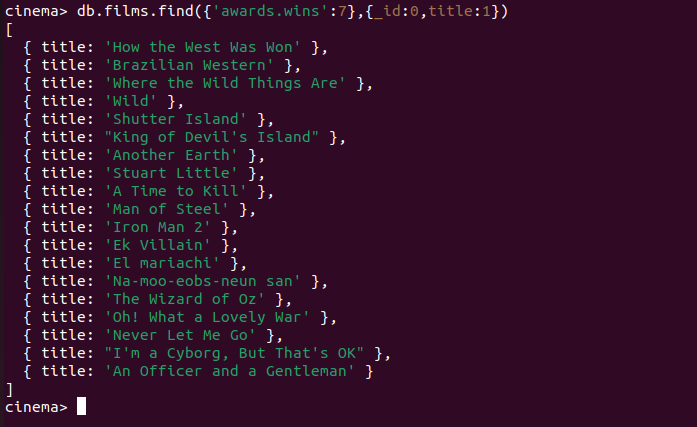 cinema> db.films.find({'awards.wins':7},{_id:0,title:1})
[
  { title: 'How the West Was Won' },
  { title: 'Brazilian Western' },
  { title: 'Where the Wild Things Are' },
  { title: 'Wild' },
  { title: 'Shutter Island' },
  { title: "King of Devil's Island" },
  { title: 'Another Earth' },
  { title: 'Stuart Little' },
  { title: 'A Time to Kill' },
  { title: 'Man of Steel' },
  { title: 'Iron Man 2' },
  { title: 'Ek Villain' },
  { title: 'El mariachi' },
  { title: 'Na-moo-eobs-neun san' },
  { title: 'The Wizard of Oz' },
  { title: 'Oh! What a Lovely War' },
  { title: 'Never Let Me Go' },
  { title: "I'm a Cyborg, But That's OK" },
  { title: 'An Officer and a Gentleman' }
]
cinema>